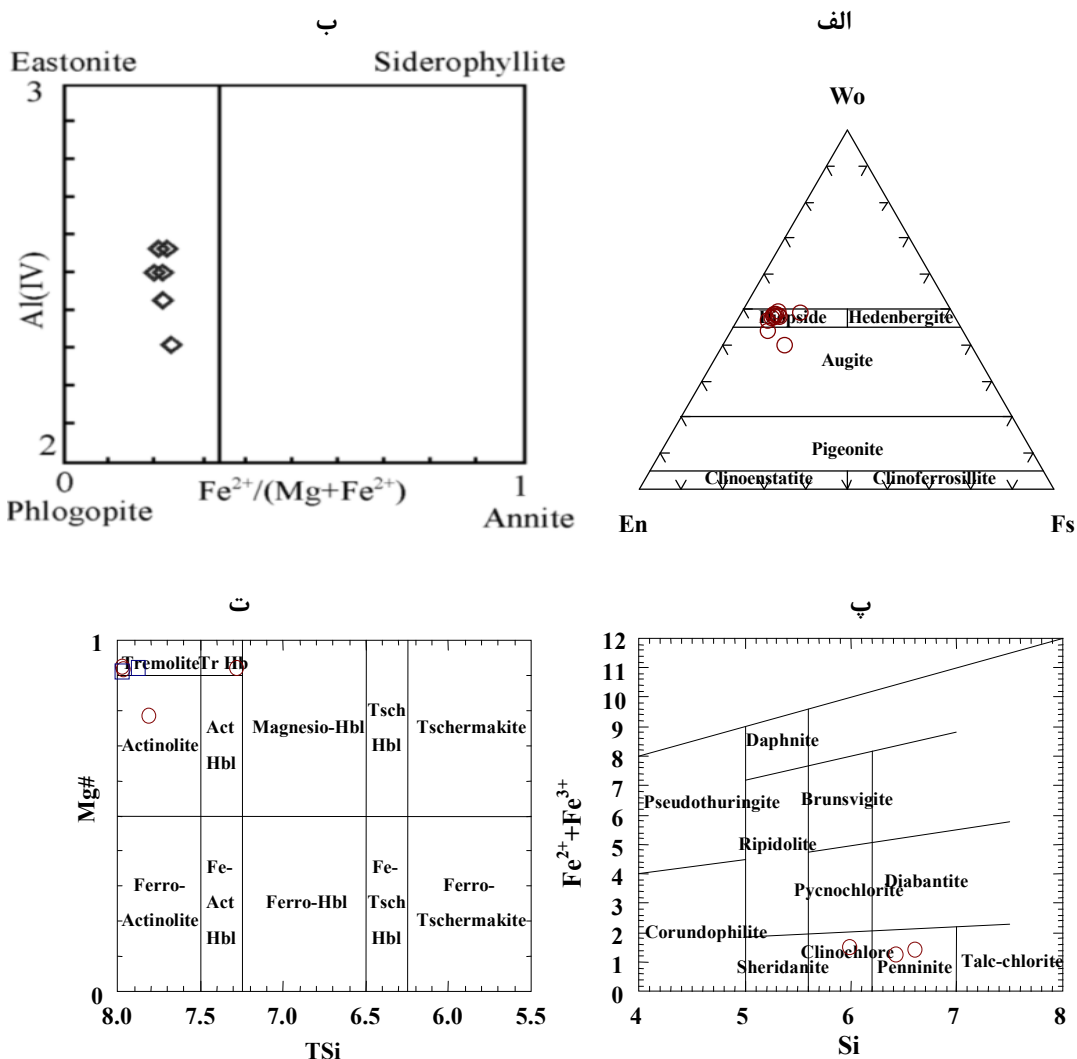 الف
Wo
Diopside Hedenbergite
Augite
Pigeonite
Clinoenstatite Clinoferrosillite
En Fs
ب
Eastonite Siderophyllite
3
Al(IV)
2
0 Fe²⁺/(Mg+Fe²⁺) 1
Phlogopite Annite
پ
12
11
10
9
8
7
6
5
4
3
2
1
0
Fe²⁺+Fe³⁺
Daphnite
Pseudothuringite Brunsvigite
Ripidolite
Pycnochlorite Diabantite
Corundophilite
Clinochlore
Sheridanite Penninite Talc-chlorite
4 5 6 7 8
Si
ت
1
Tremolite Tr Hb
Mg#
Actinolite
Act
Hbl
Magnesio-Hbl
Tsch
Hbl
Tschermakite
Ferro-
Actinolite
Fe-
Act
Hbl
Ferro-Hbl
Fe-
Tsch
Hbl
Ferro-
Tschermakite
0
8.0 7.5 7.0 6.5 6.0 5.5
TSi